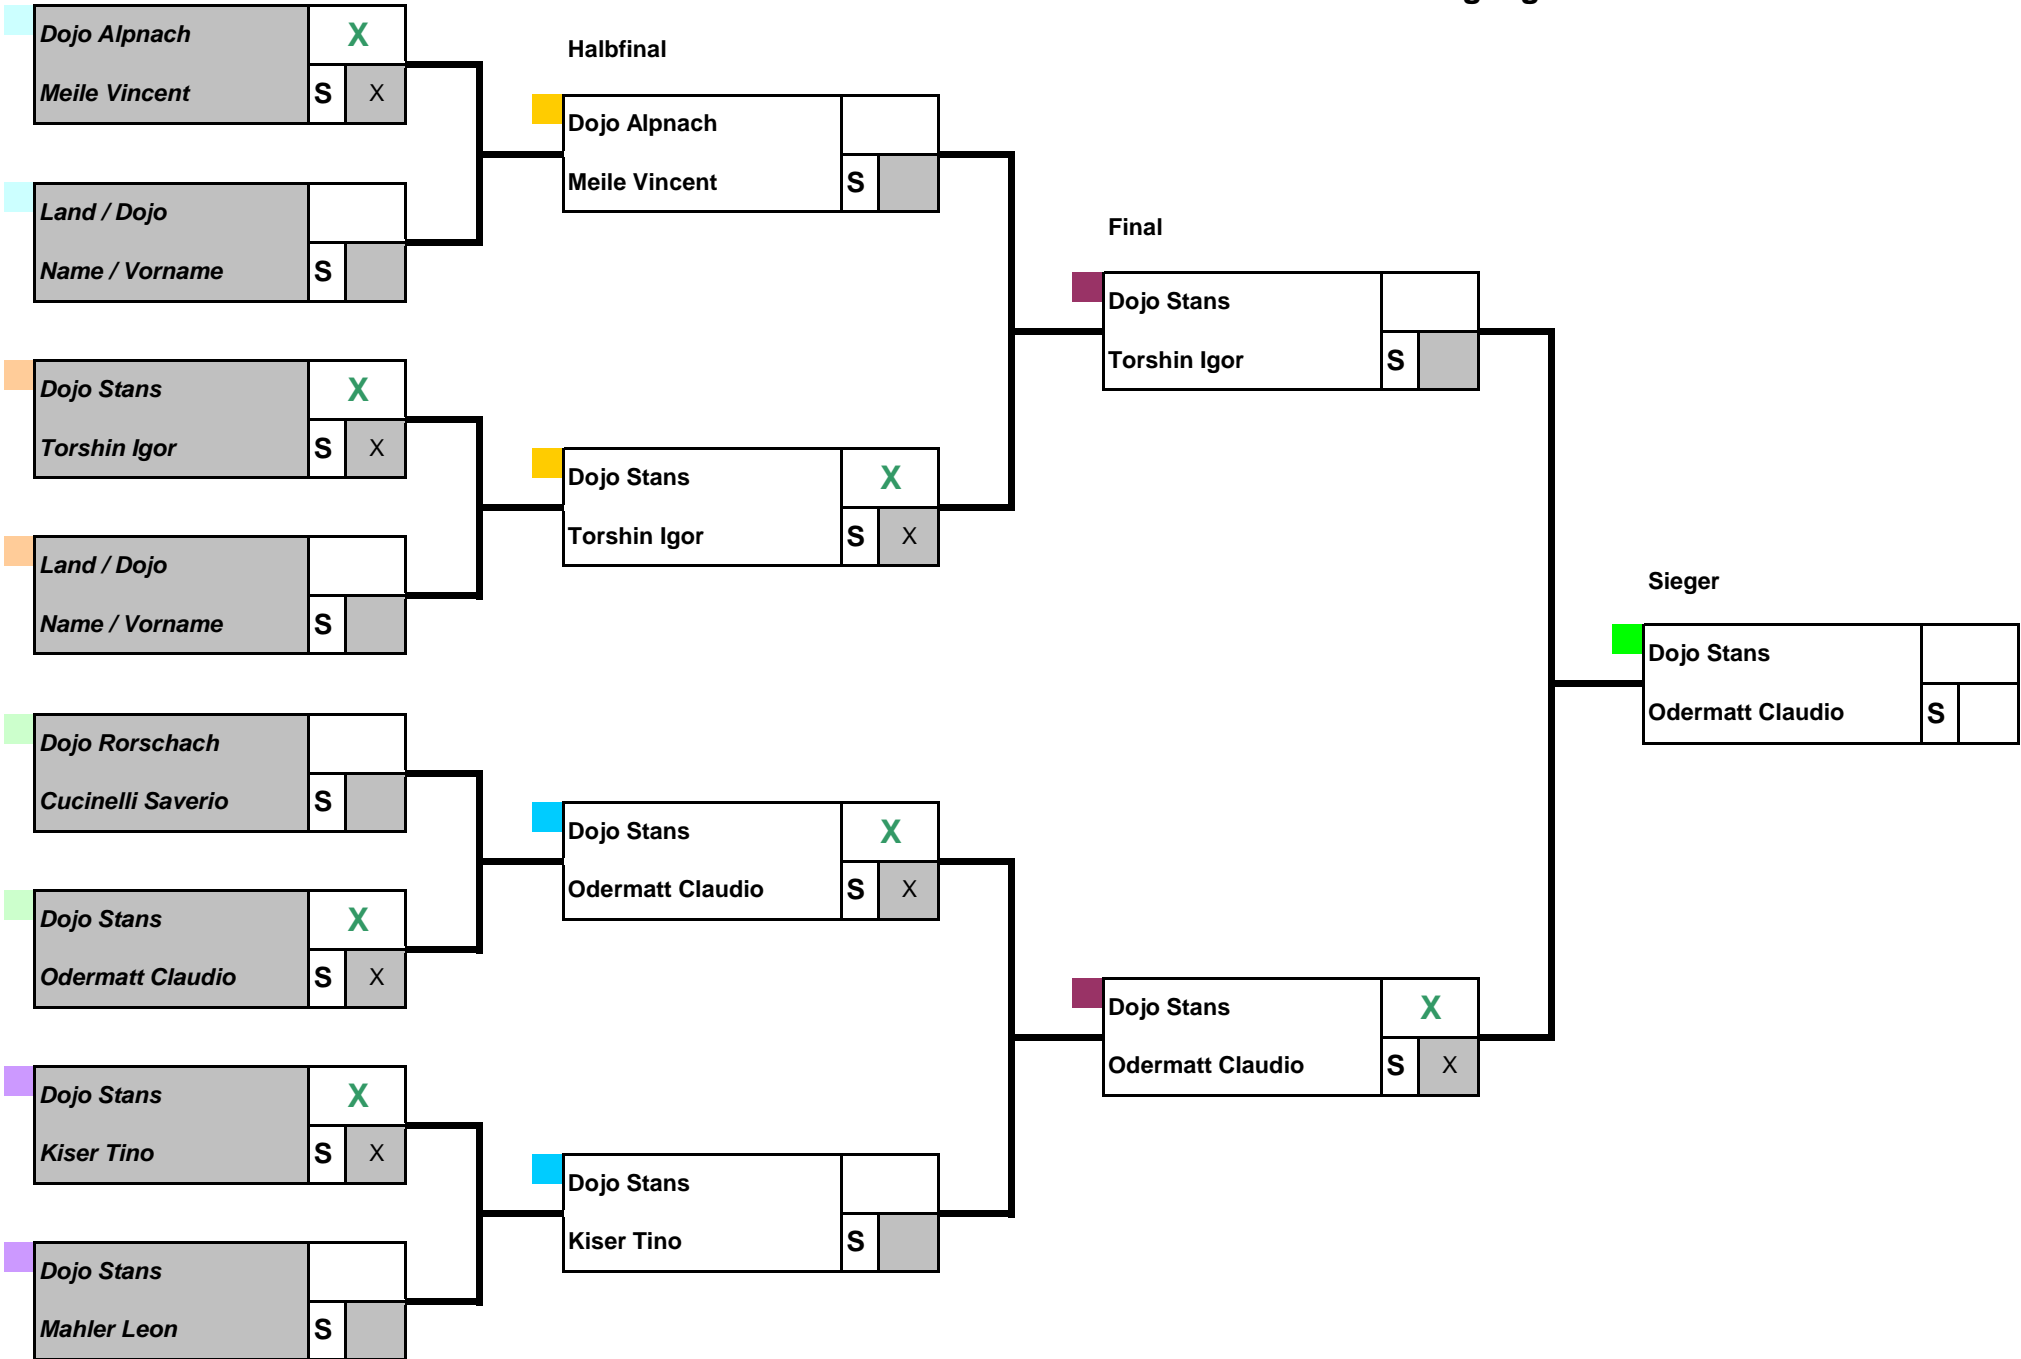 Dojo Alpnach X
Meile Vincent S X
Land / Dojo
Name / Vorname S
Dojo Stans X
Torshin Igor S X
Land / Dojo
Name / Vorname S
Dojo Rorschach
Cucinelli Saverio S
Dojo Stans X
Odermatt Claudio S X
Dojo Stans X
Kiser Tino S X
Dojo Stans
Mahler Leon S
Halbfinal
Dojo Alpnach
Meile Vincent S
Dojo Stans X
Torshin Igor S X
Dojo Stans X
Odermatt Claudio S X
Dojo Stans
Kiser Tino S
Final
Dojo Stans
Torshin Igor S
Dojo Stans X
Odermatt Claudio S X
Sieger
Dojo Stans
Odermatt Claudio S